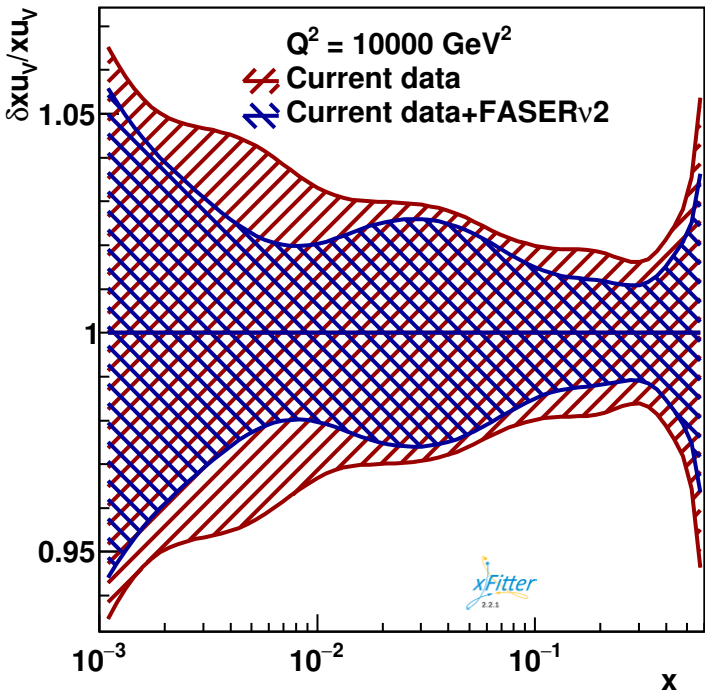 δxu_V/xu_V
Q² = 10000 GeV²
Current data
Current data+FASERν2
1.05
1
0.95
xFitter
2.2.1
10⁻³
10⁻²
10⁻¹
x